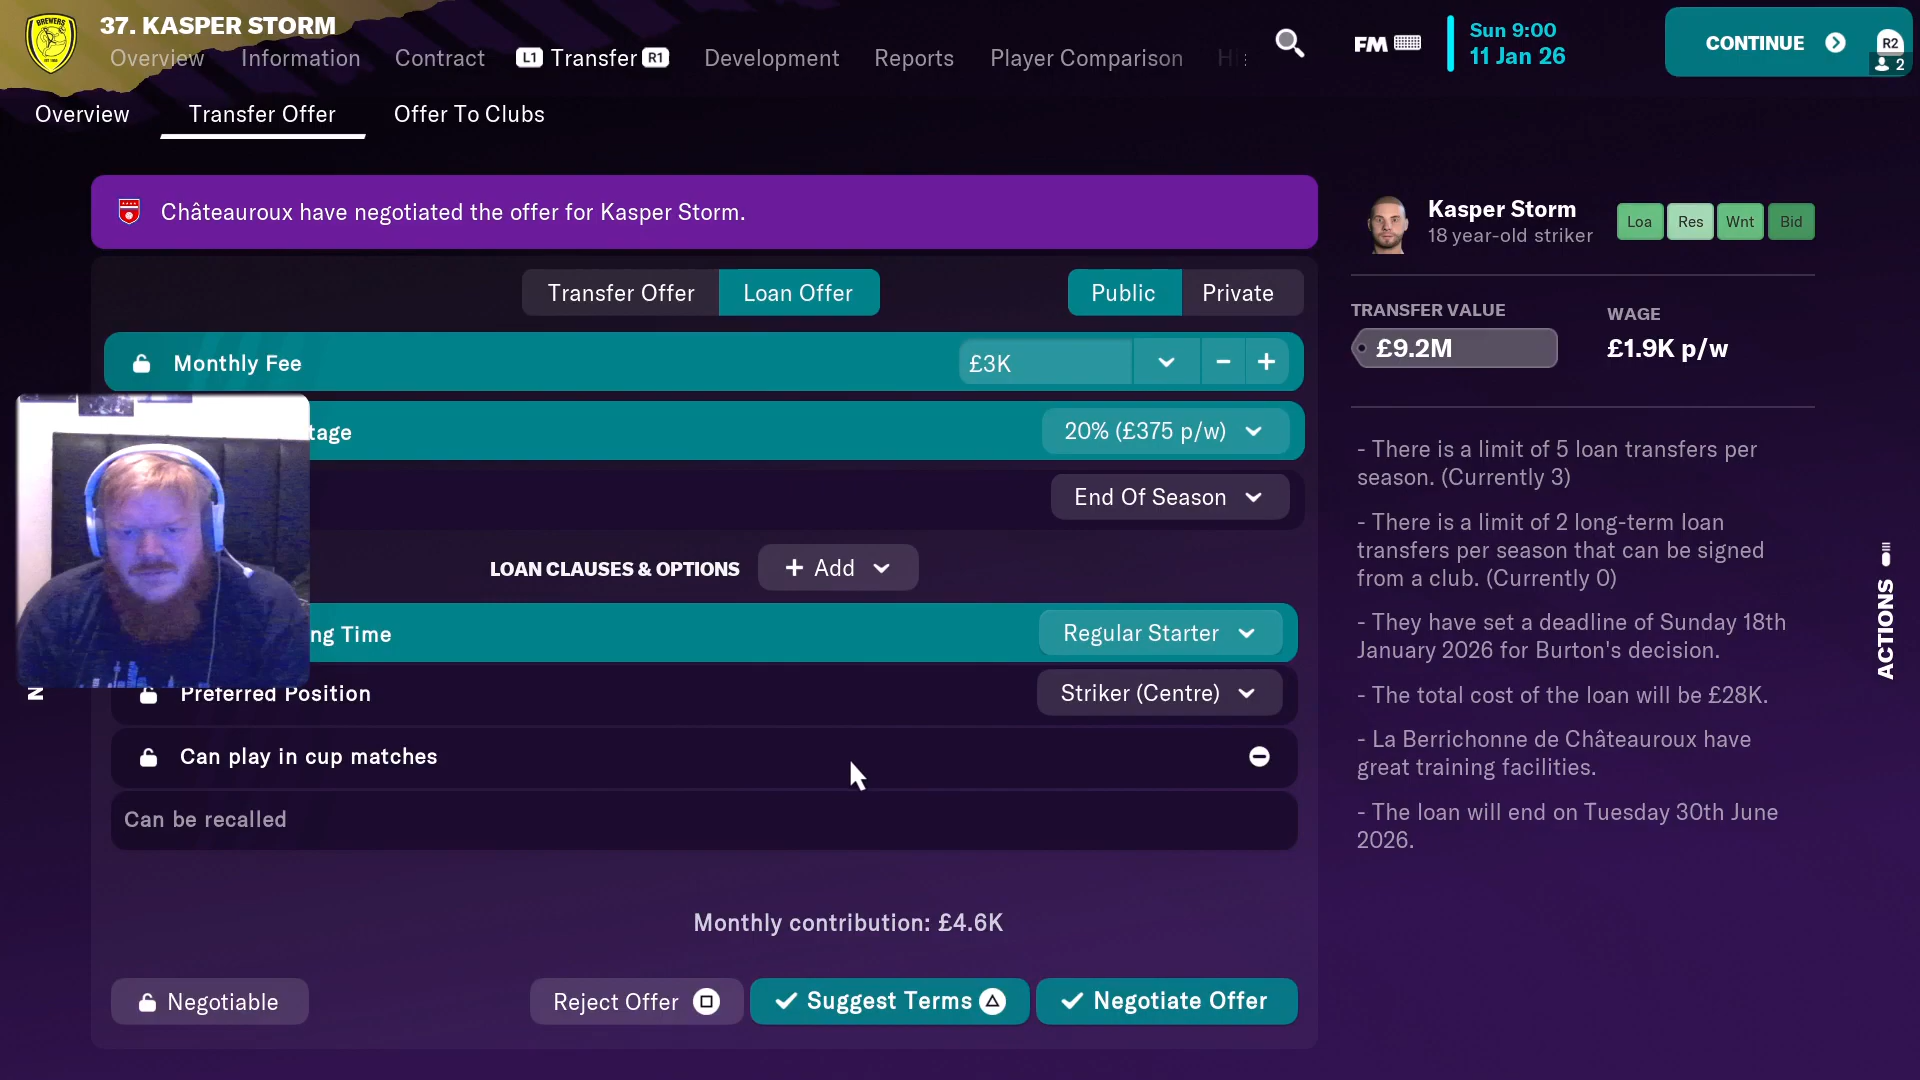 BREWERS
37. KASPER STORM
Overview
Information
Contract
L1 Transfer R1
Development
Reports
Player Comparison
FM
Sun 9:00
11 Jan 26
CONTINUE
R2
2
Overview
Transfer Offer
Offer To Clubs
Châteauroux have negotiated the offer for Kasper Storm.
Transfer Offer
Loan Offer
Public
Private
Monthly Fee
£3K
tage
20% (£375 p/w)
End Of Season
LOAN CLAUSES & OPTIONS
+ Add
ng Time
Regular Starter
Preferred Position
Striker (Centre)
Can play in cup matches
Can be recalled
Monthly contribution: £4.6K
Negotiable
Reject Offer
Suggest Terms
Negotiate Offer
Kasper Storm
18 year-old striker
Loa
Res
Wnt
Bid
TRANSFER VALUE
£9.2M
WAGE
£1.9K p/w
- There is a limit of 5 loan transfers per
season. (Currently 3)
- There is a limit of 2 long-term loan
transfers per season that can be signed
from a club. (Currently 0)
- They have set a deadline of Sunday 18th
January 2026 for Burton's decision.
- The total cost of the loan will be £28K.
- La Berrichonne de Châteauroux have
great training facilities.
- The loan will end on Tuesday 30th June
2026.
ACTIONS